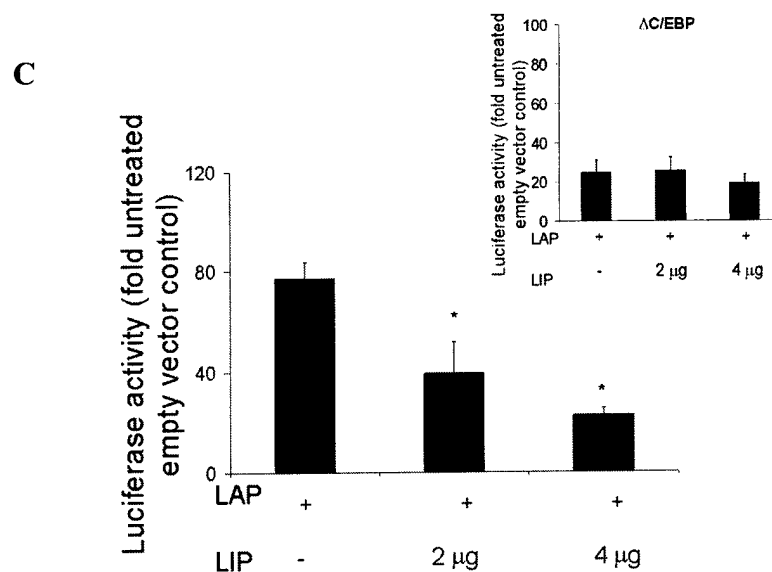 C
Luciferase activity (fold untreated
empty vector control)
120
80
40
0
*
*
LAP + + +
LIP - 2 µg 4 µg
ΔC/EBP
Luciferase activity (fold untreated
empty vector control)
100
80
60
40
20
0
LAP + + +
LIP - 2 µg 4 µg